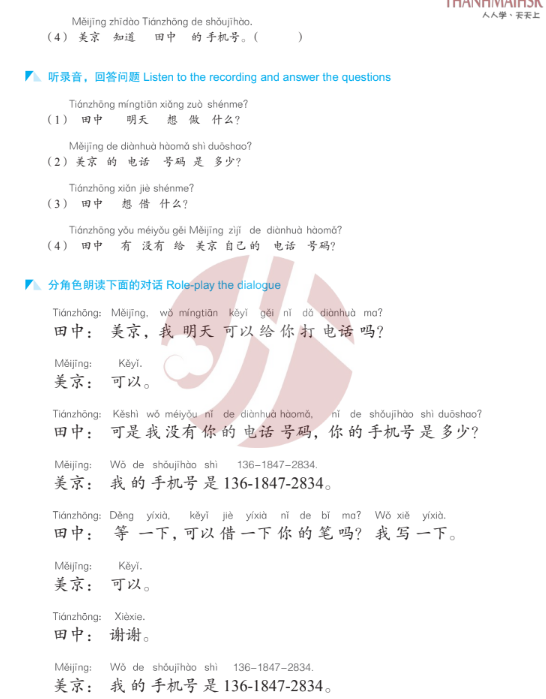 THANHMAIHSK
人人学、天天上
Měijīng zhīdào Tiánzhōng de shǒujīhào.
（4）美京 知道 田中 的手机号。（ ）
听录音，回答问题 Listen to the recording and answer the questions
Tiánzhōng míngtiān xiǎng zuò shénme?
（1）田中 明天 想 做 什么？
Měijīng de diànhuà hàomǎ shì duōshao?
（2）美京 的 电话 号码 是 多少？
Tiánzhōng xiǎn jiè shénme?
（3）田中 想 借 什么？
Tiánzhōng yǒu méiyǒu gěi Měijīng zìjǐ de diànhuà hàomǎ?
（4）田中 有 没有 给 美京 自己的 电话 号码？
分角色朗读下面的对话 Role-play the dialogue
Tiánzhōng: Měijīng, wǒ míngtiān kěyǐ gěi nǐ dǎ diànhuà ma?
田中： 美京，我 明天 可以 给 你 打 电话 吗？
Měijīng: Kěyǐ.
美京： 可以。
Tiánzhōng: Kěshì wǒ méiyǒu nǐ de diànhuà hàomǎ, nǐ de shǒujīhào shì duōshao?
田中： 可是 我 没有 你 的 电话 号码，你 的 手机号 是 多少？
Měijīng: Wǒ de shǒujīhào shì 136-1847-2834.
美京： 我 的 手机号 是 136-1847-2834。
Tiánzhōng: Děng yíxià, kěyǐ jiè yíxià nǐ de bǐ ma? Wǒ xiě yíxià.
田中： 等 一下，可以 借 一下 你 的 笔 吗？ 我 写 一下。
Měijīng: Kěyǐ.
美京： 可以。
Tiánzhōng: Xièxie.
田中： 谢谢。
Měijīng: Wǒ de shǒujīhào shì 136-1847-2834.
美京： 我 的 手机号 是 136-1847-2834。